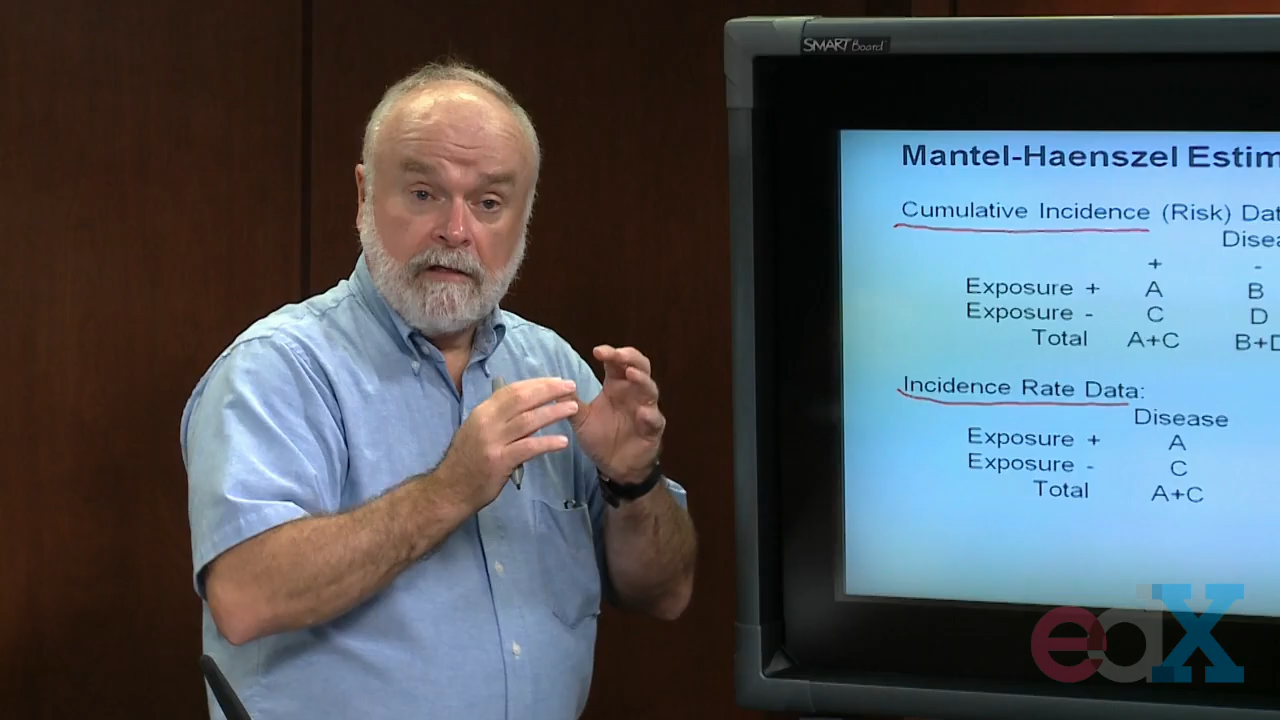 SMART Board
Mantel-Haenszel Estim
Cumulative Incidence (Risk) Dat
Disea
+ -
Exposure + A B
Exposure - C D
Total A+C B+D
Incidence Rate Data:
Disease
Exposure + A
Exposure - C
Total A+C
edX